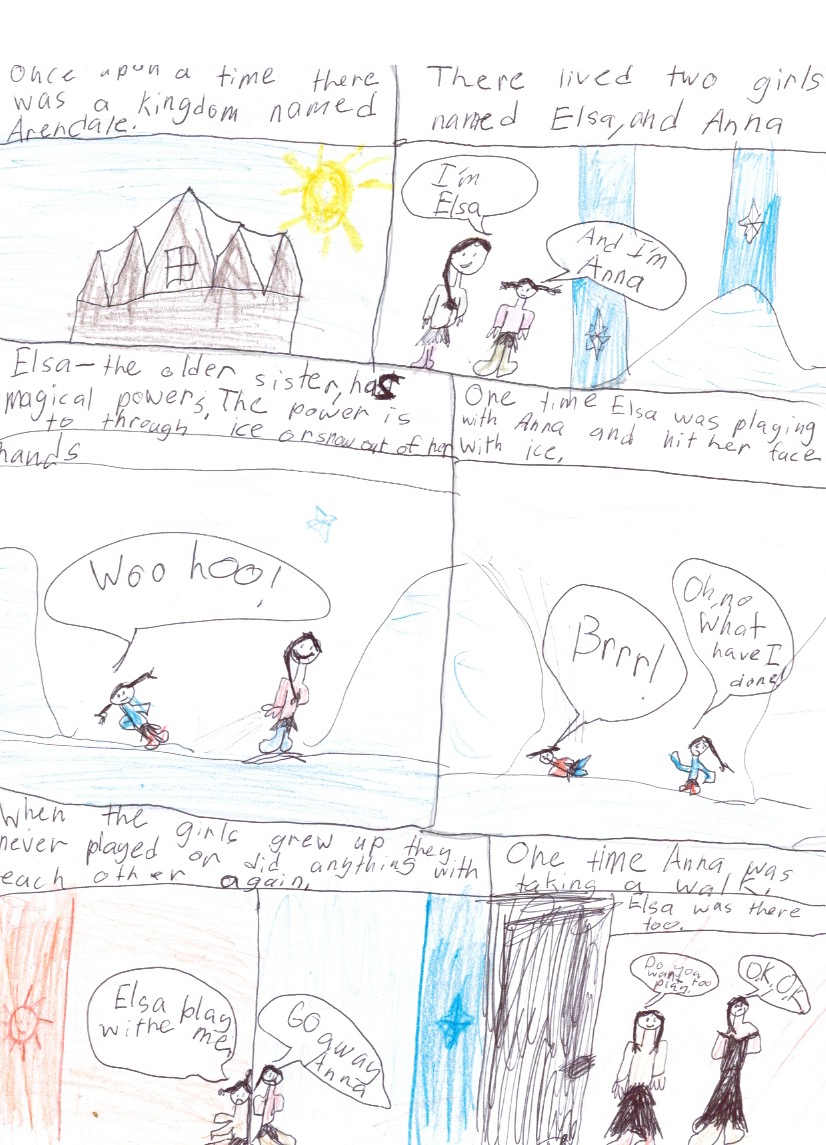 Once upon a time there
was a kingdom named
Arendale.
There lived two girls
named Elsa, and Anna
I'm
Elsa
And I'm
Anna
Elsa-the older sister, has
magical powers, The power is
to through ice or snow out of her
hands
Woo hoo!
One time Elsa was playing
with Anna and hit her face
with ice,
Brrr!
Oh, no
What
have I
done!
When the girls grew up they
never played or did anything with
each other again.
Elsa play
withe me,
GO
away
Anna
One time Anna was
taking a walk,
Elsa was there
too.
Do you
want too
play,
O.K, O.K